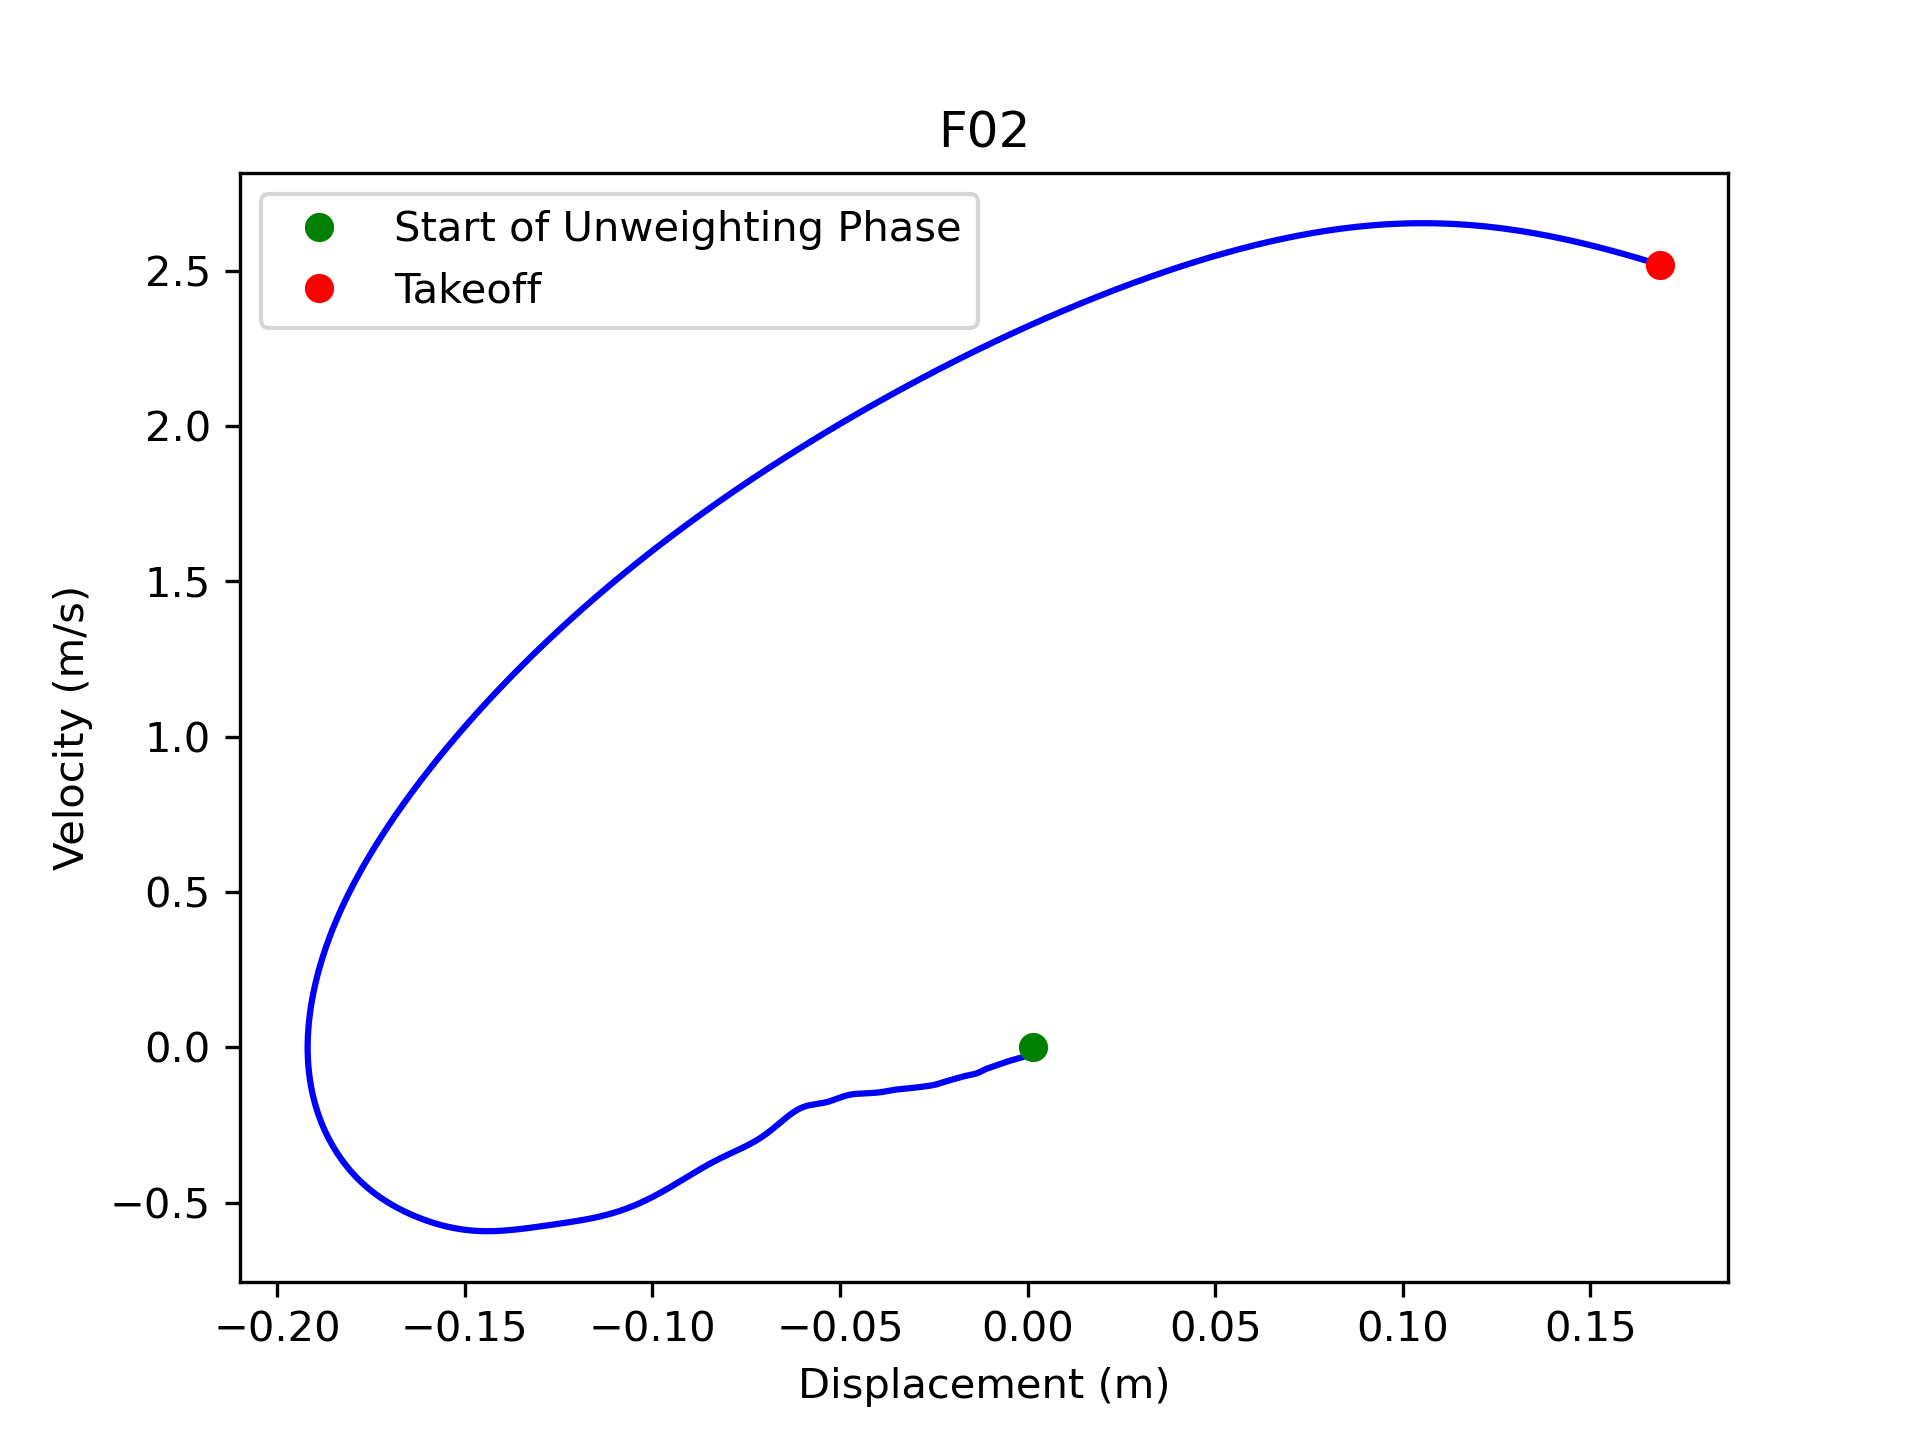 F02
Start of Unweighting Phase
Takeoff
Velocity (m/s)
2.5
2.0
1.5
1.0
0.5
0.0
−0.5
−0.20 −0.15 −0.10 −0.05 0.00 0.05 0.10 0.15
Displacement (m)